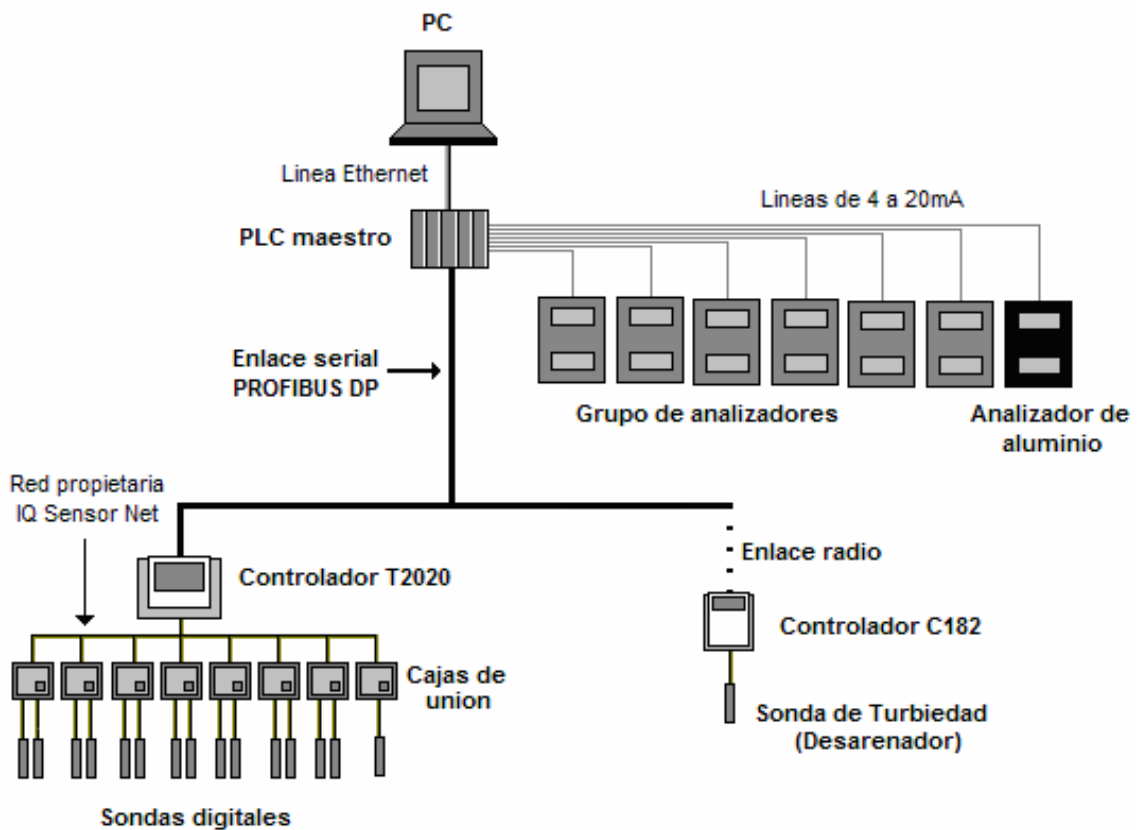 PC
Linea Ethernet
Lineas de 4 a 20mA
PLC maestro
Enlace serial
PROFIBUS DP
Grupo de analizadores
Analizador de
aluminio
Red propietaria
IQ Sensor Net
Enlace radio
Controlador T2020
Controlador C182
Cajas de
union
Sonda de Turbiedad
(Desarenador)
Sondas digitales